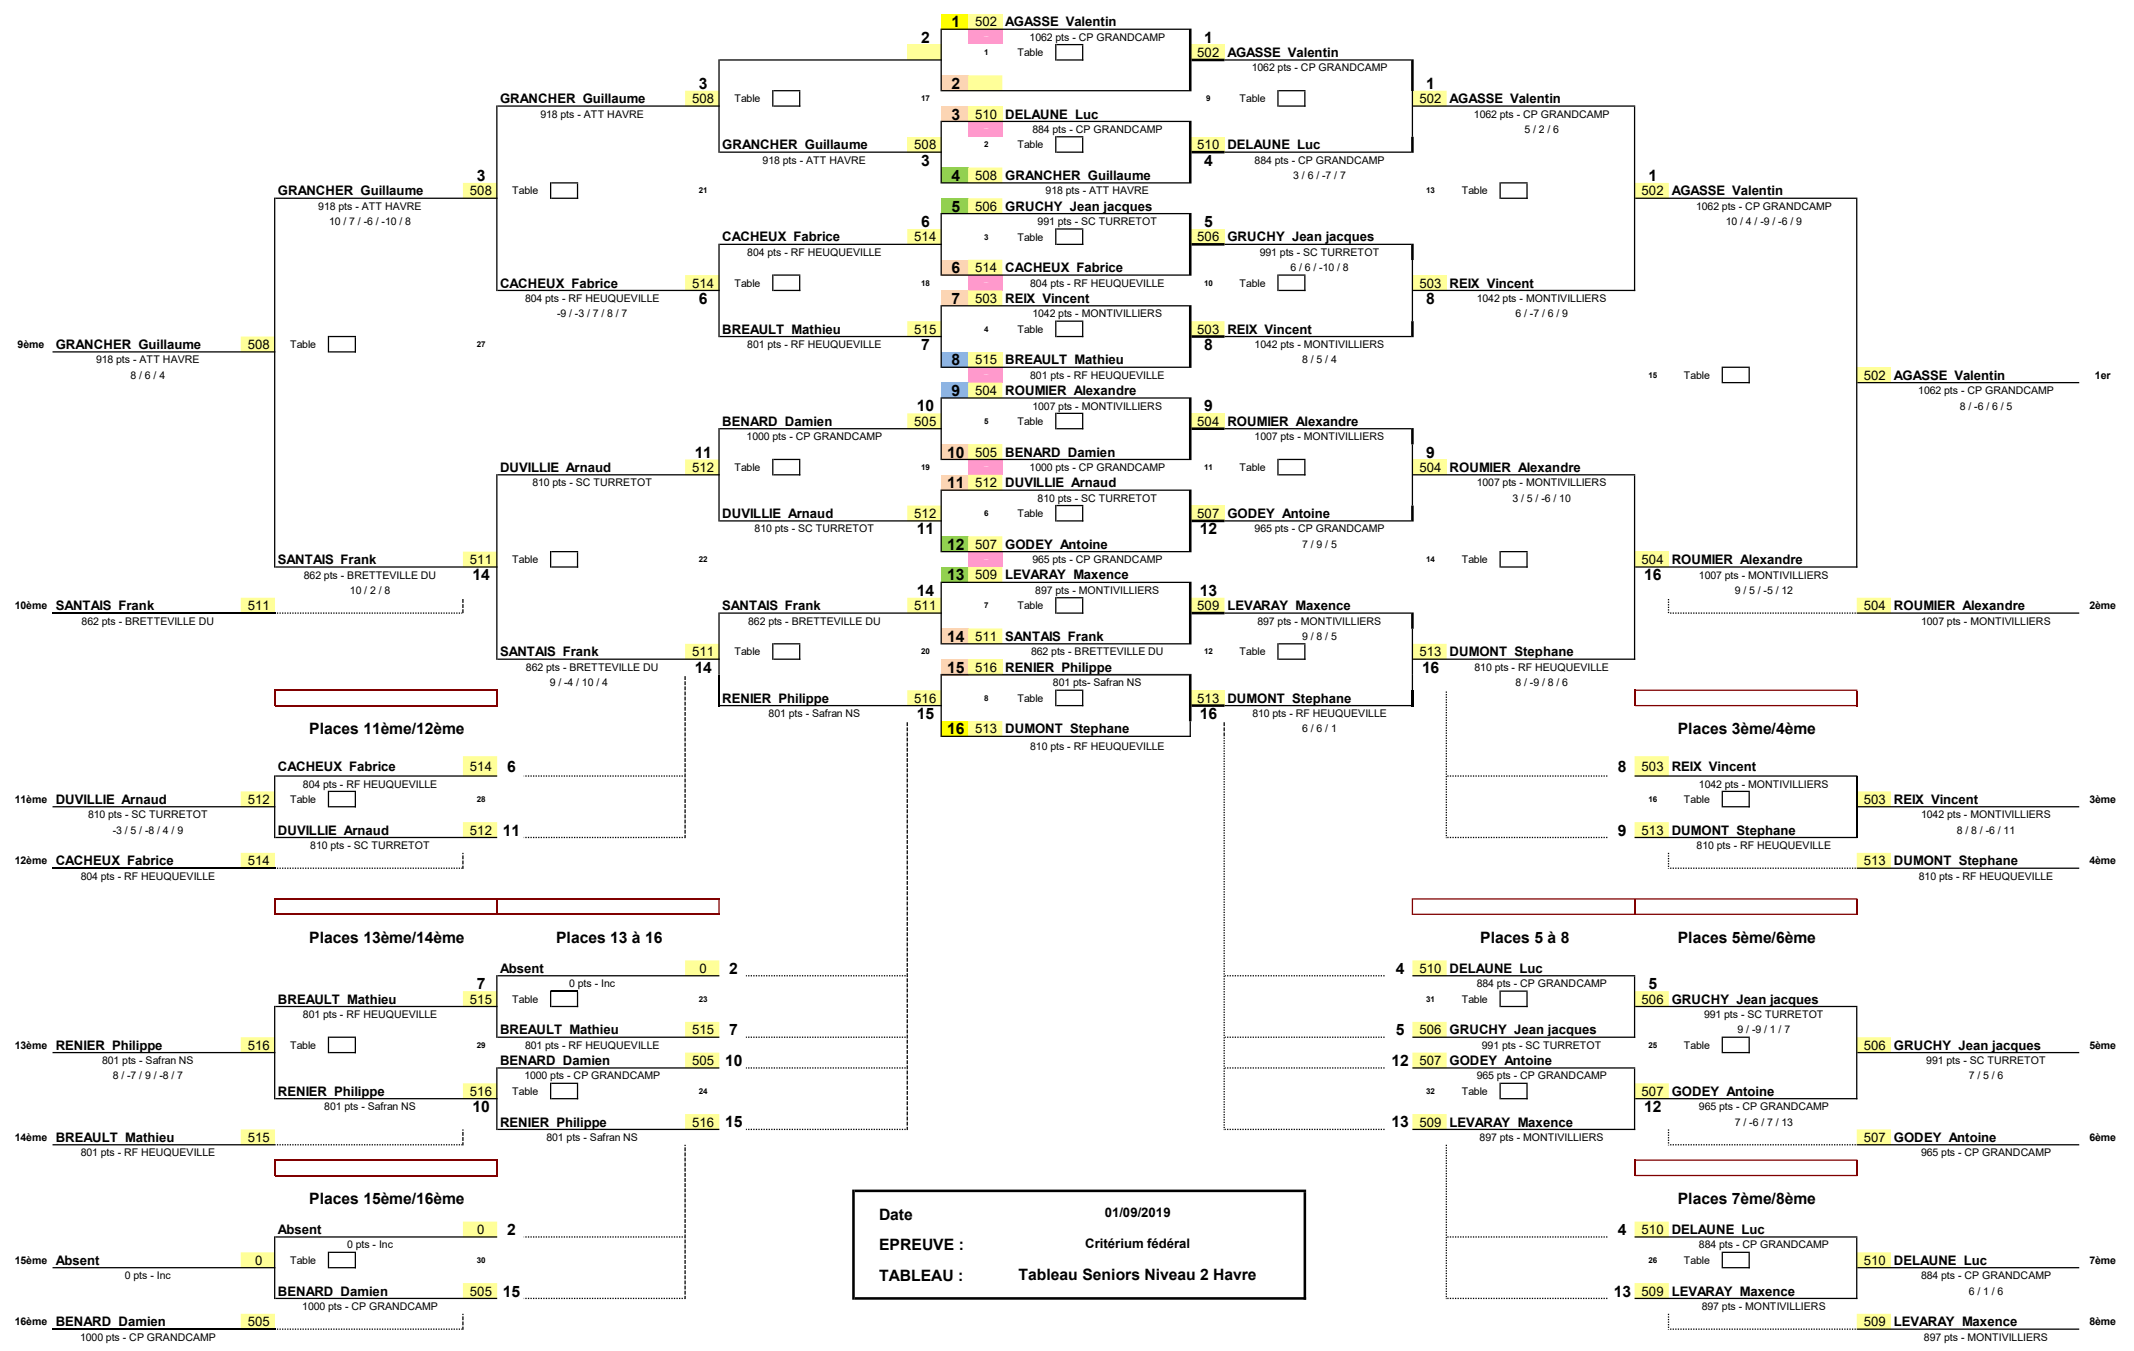 1 502 AGASSE Valentin
1062 pts - CP GRANDCAMP
1 Table
2
2
3 510 DELAUNE Luc
884 pts - CP GRANDCAMP
2 Table
4 508 GRANCHER Guillaume
918 pts - ATT HAVRE
5 506 GRUCHY Jean jacques
991 pts - SC TURRETOT
3 Table
6 514 CACHEUX Fabrice
804 pts - RF HEUQUEVILLE
7 503 REIX Vincent
1042 pts - MONTIVILLIERS
4 Table
8 515 BREAULT Mathieu
801 pts - RF HEUQUEVILLE
9 504 ROUMIER Alexandre
1007 pts - MONTIVILLIERS
5 Table
10 505 BENARD Damien
1000 pts - CP GRANDCAMP
11 512 DUVILLIE Arnaud
810 pts - SC TURRETOT
6 Table
12 507 GODEY Antoine
965 pts - CP GRANDCAMP
13 509 LEVARAY Maxence
897 pts - MONTIVILLIERS
7 Table
14 511 SANTAIS Frank
862 pts - BRETTEVILLE DU
15 516 RENIER Philippe
801 pts- Safran NS
8 Table
16 513 DUMONT Stephane
810 pts - RF HEUQUEVILLE
1
502 AGASSE Valentin
1062 pts - CP GRANDCAMP
9 Table
510 DELAUNE Luc
4 884 pts - CP GRANDCAMP
3 / 6 / -7 / 7
5
506 GRUCHY Jean jacques
991 pts - SC TURRETOT
6 / 6 / -10 / 8
10 Table
503 REIX Vincent
8 1042 pts - MONTIVILLIERS
8 / 5 / 4
9
504 ROUMIER Alexandre
1007 pts - MONTIVILLIERS
11 Table
507 GODEY Antoine
12 965 pts - CP GRANDCAMP
7 / 9 / 5
13
509 LEVARAY Maxence
897 pts - MONTIVILLIERS
9 / 8 / 5
12 Table
513 DUMONT Stephane
16 810 pts - RF HEUQUEVILLE
6 / 6 / 1
1
502 AGASSE Valentin
1062 pts - CP GRANDCAMP
5 / 2 / 6
13 Table
503 REIX Vincent
8 1042 pts - MONTIVILLIERS
6 / -7 / 6 / 9
9
504 ROUMIER Alexandre
1007 pts - MONTIVILLIERS
3 / 5 / -6 / 10
14 Table
513 DUMONT Stephane
16 810 pts - RF HEUQUEVILLE
8 / -9 / 8 / 6
1
502 AGASSE Valentin
1062 pts - CP GRANDCAMP
10 / 4 / -9 / -6 / 9
15 Table
504 ROUMIER Alexandre
16 1007 pts - MONTIVILLIERS
9 / 5 / -5 / 12
502 AGASSE Valentin 1er
1062 pts - CP GRANDCAMP
8 / -6 / 6 / 5
504 ROUMIER Alexandre 2ème
1007 pts - MONTIVILLIERS
Places 3ème/4ème
8 503 REIX Vincent
1042 pts - MONTIVILLIERS
16 Table
9 513 DUMONT Stephane
810 pts - RF HEUQUEVILLE
503 REIX Vincent 3ème
1042 pts - MONTIVILLIERS
8 / 8 / -6 / 11
513 DUMONT Stephane 4ème
810 pts - RF HEUQUEVILLE
Places 5 à 8
4 510 DELAUNE Luc
884 pts - CP GRANDCAMP
31 Table
5 506 GRUCHY Jean jacques
991 pts - SC TURRETOT
12 507 GODEY Antoine
965 pts - CP GRANDCAMP
32 Table
13 509 LEVARAY Maxence
897 pts - MONTIVILLIERS
Places 5ème/6ème
5
506 GRUCHY Jean jacques
991 pts - SC TURRETOT
9 / -9 / 1 / 7
25 Table
507 GODEY Antoine
12 965 pts - CP GRANDCAMP
7 / -6 / 7 / 13
506 GRUCHY Jean jacques 5ème
991 pts - SC TURRETOT
7 / 5 / 6
507 GODEY Antoine 6ème
965 pts - CP GRANDCAMP
Places 7ème/8ème
4 510 DELAUNE Luc
884 pts - CP GRANDCAMP
26 Table
13 509 LEVARAY Maxence
897 pts - MONTIVILLIERS
510 DELAUNE Luc 7ème
884 pts - CP GRANDCAMP
6 / 1 / 6
509 LEVARAY Maxence 8ème
897 pts - MONTIVILLIERS
Table 17
GRANCHER Guillaume 508
918 pts - ATT HAVRE 3
6
CACHEUX Fabrice 514
804 pts - RF HEUQUEVILLE
Table 18
BREAULT Mathieu 515
801 pts - RF HEUQUEVILLE 7
10
BENARD Damien 505
1000 pts - CP GRANDCAMP
Table 19
DUVILLIE Arnaud 512
810 pts - SC TURRETOT 11
14
SANTAIS Frank 511
862 pts - BRETTEVILLE DU
Table 20
RENIER Philippe 516
801 pts - Safran NS 15
3
GRANCHER Guillaume 508
918 pts - ATT HAVRE
Table 21
CACHEUX Fabrice 514
804 pts - RF HEUQUEVILLE 6
-9 / -3 / 7 / 8 / 7
11
DUVILLIE Arnaud 512
810 pts - SC TURRETOT
Table 22
SANTAIS Frank 511
862 pts - BRETTEVILLE DU 14
9 / -4 / 10 / 4
3
GRANCHER Guillaume 508
918 pts - ATT HAVRE
10 / 7 / -6 / -10 / 8
Table 27
SANTAIS Frank 511
862 pts - BRETTEVILLE DU 14
10 / 2 / 8
9ème GRANCHER Guillaume 508
918 pts - ATT HAVRE
8 / 6 / 4
10ème SANTAIS Frank 511
862 pts - BRETTEVILLE DU
Places 11ème/12ème
CACHEUX Fabrice 514 6
804 pts - RF HEUQUEVILLE
Table 28
DUVILLIE Arnaud 512 11
810 pts - SC TURRETOT
11ème DUVILLIE Arnaud 512
810 pts - SC TURRETOT
-3 / 5 / -8 / 4 / 9
12ème CACHEUX Fabrice 514
804 pts - RF HEUQUEVILLE
Places 13ème/14ème
Places 13 à 16
Absent 0 2
0 pts - Inc
Table 23
BREAULT Mathieu 515 7
801 pts - RF HEUQUEVILLE
BENARD Damien 505 10
1000 pts - CP GRANDCAMP
Table 24
RENIER Philippe 516 15
801 pts - Safran NS
7
BREAULT Mathieu 515
801 pts - RF HEUQUEVILLE
Table 29
RENIER Philippe 516
801 pts - Safran NS 10
13ème RENIER Philippe 516
801 pts - Safran NS
8 / -7 / 9 / -8 / 7
14ème BREAULT Mathieu 515
801 pts - RF HEUQUEVILLE
Places 15ème/16ème
Absent 0 2
0 pts - Inc
Table 30
BENARD Damien 505 15
1000 pts - CP GRANDCAMP
15ème Absent 0
0 pts - Inc
16ème BENARD Damien 505
1000 pts - CP GRANDCAMP
Date 01/09/2019
EPREUVE : Critérium fédéral
TABLEAU : Tableau Seniors Niveau 2 Havre